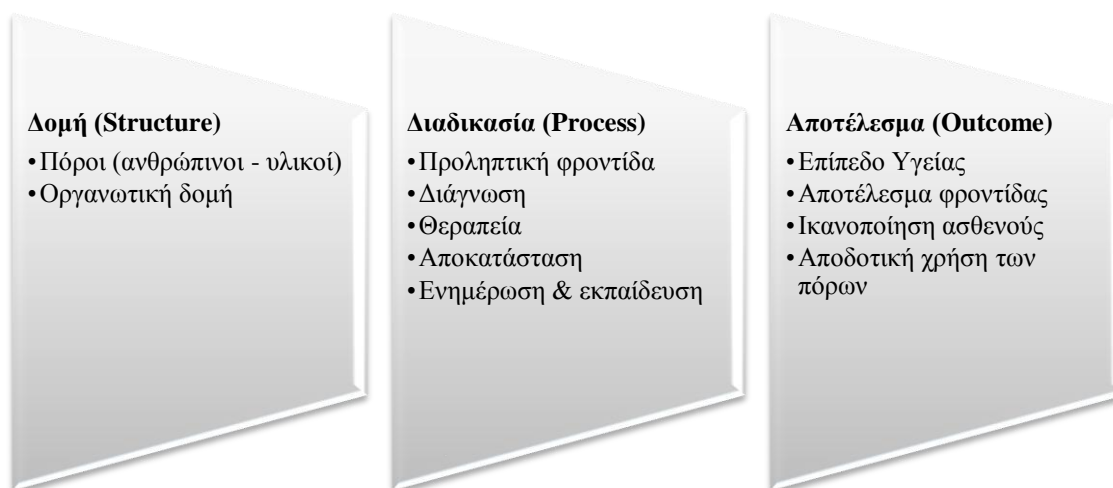 Δομή (Structure)
•Πόροι (ανθρώπινοι - υλικοί)
•Οργανωτική δομή
Διαδικασία (Process)
•Προληπτική φροντίδα
•Διάγνωση
•Θεραπεία
•Αποκατάσταση
•Ενημέρωση & εκπαίδευση
Αποτέλεσμα (Outcome)
•Επίπεδο Υγείας
•Αποτέλεσμα φροντίδας
•Ικανοποίηση ασθενούς
•Αποδοτική χρήση των
πόρων